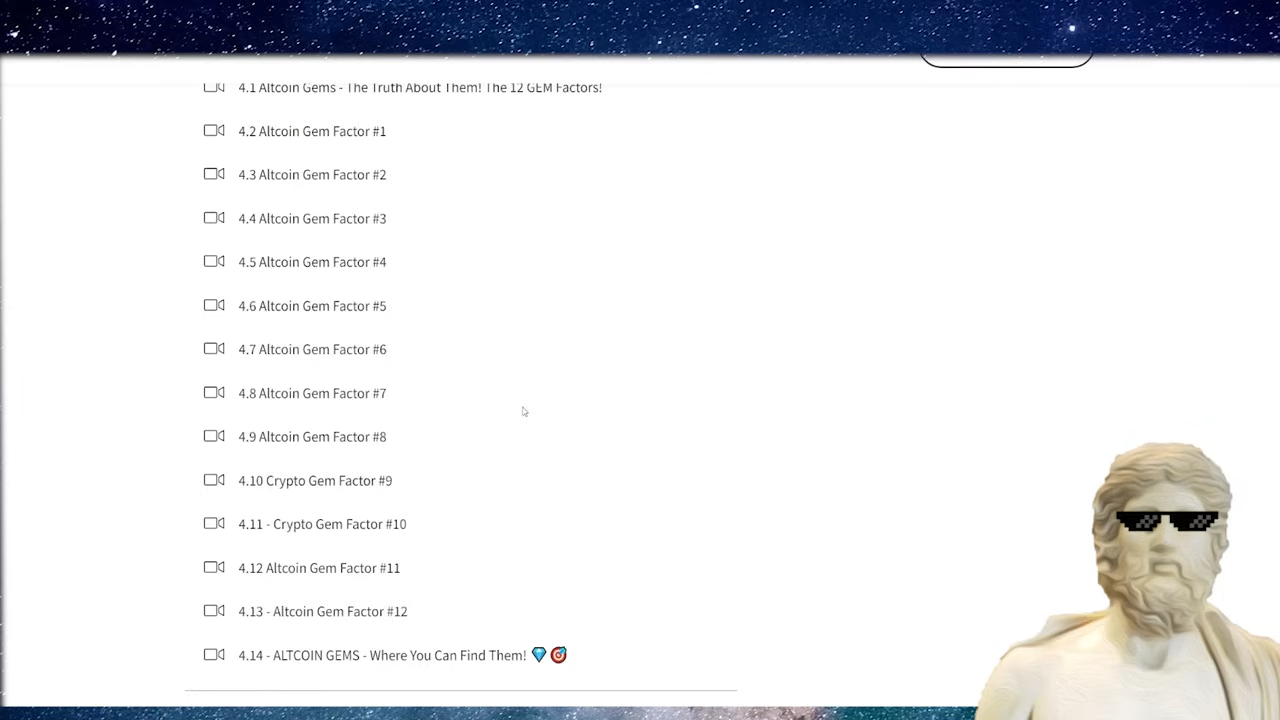 4.1 Altcoin Gems - The Truth About Them! The 12 GEM Factors!
4.2 Altcoin Gem Factor #1
4.3 Altcoin Gem Factor #2
4.4 Altcoin Gem Factor #3
4.5 Altcoin Gem Factor #4
4.6 Altcoin Gem Factor #5
4.7 Altcoin Gem Factor #6
4.8 Altcoin Gem Factor #7
4.9 Altcoin Gem Factor #8
4.10 Crypto Gem Factor #9
4.11 - Crypto Gem Factor #10
4.12 Altcoin Gem Factor #11
4.13 - Altcoin Gem Factor #12
4.14 - ALTCOIN GEMS - Where You Can Find Them! 💎🎯